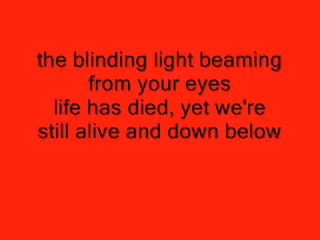 the blinding light beaming
from your eyes
life has died, yet we're
still alive and down below